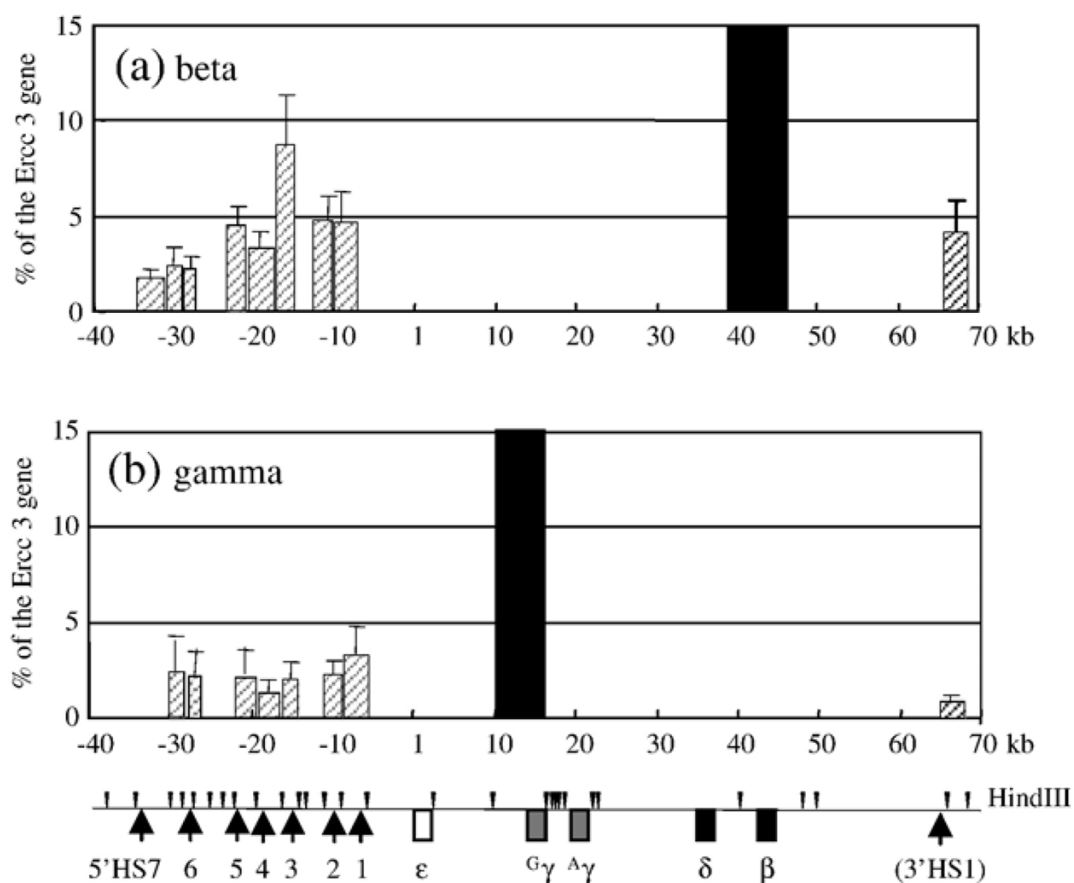 15
(a) beta
10
5
0
% of the Ercc 3 gene
-40 -30 -20 -10 1 10 20 30 40 50 60 70 kb
15
(b) gamma
10
5
0
% of the Ercc 3 gene
-40 -30 -20 -10 1 10 20 30 40 50 60 70 kb
HindIII
5'HS7 6 5 4 3 2 1 ε Gγ Aγ δ β (3'HS1)